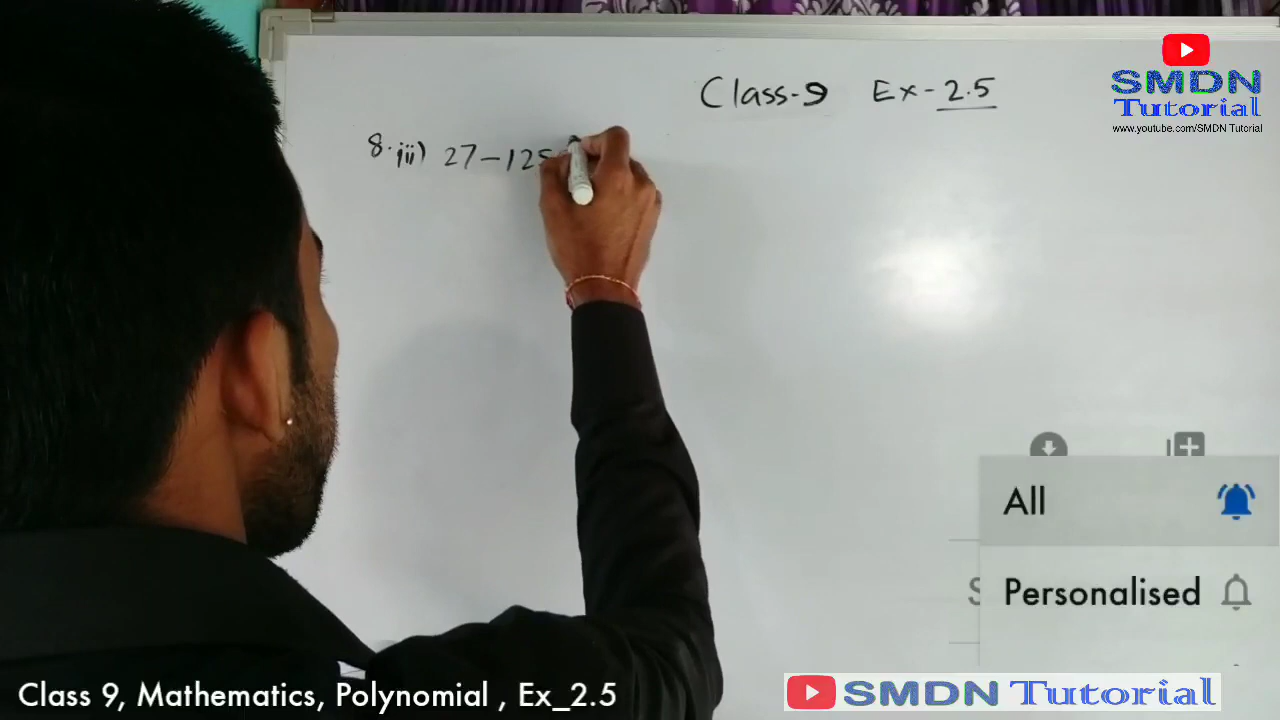 Class-9 Ex-2.5
SMDN
Tutorial
www.youtube.com/SMDN Tutorial
8.iii) 27-125
All
Personalised
Class 9, Mathematics, Polynomial , Ex_2.5
SMDN Tutorial